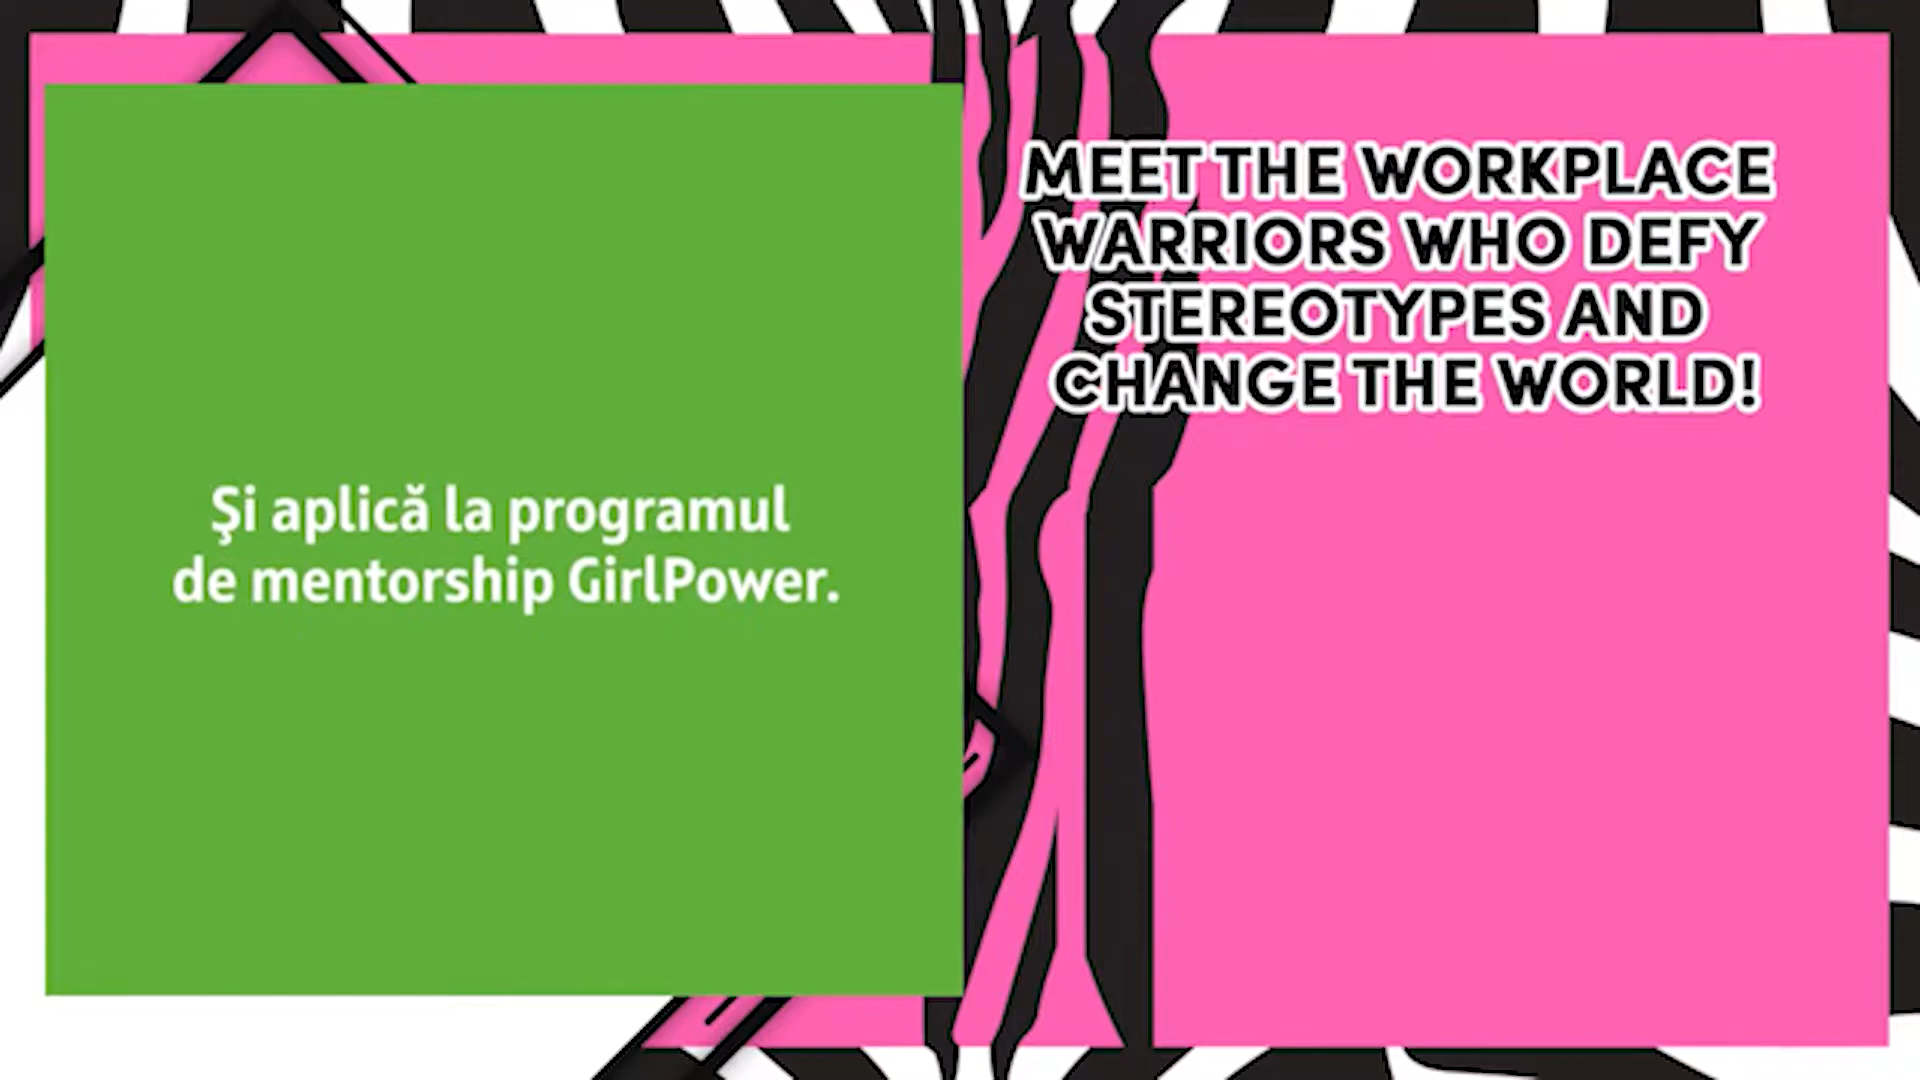 Şi aplică la programul
de mentorship GirlPower.
MEET THE WORKPLACE
WARRIORS WHO DEFY
STEREOTYPES AND
CHANGE THE WORLD!